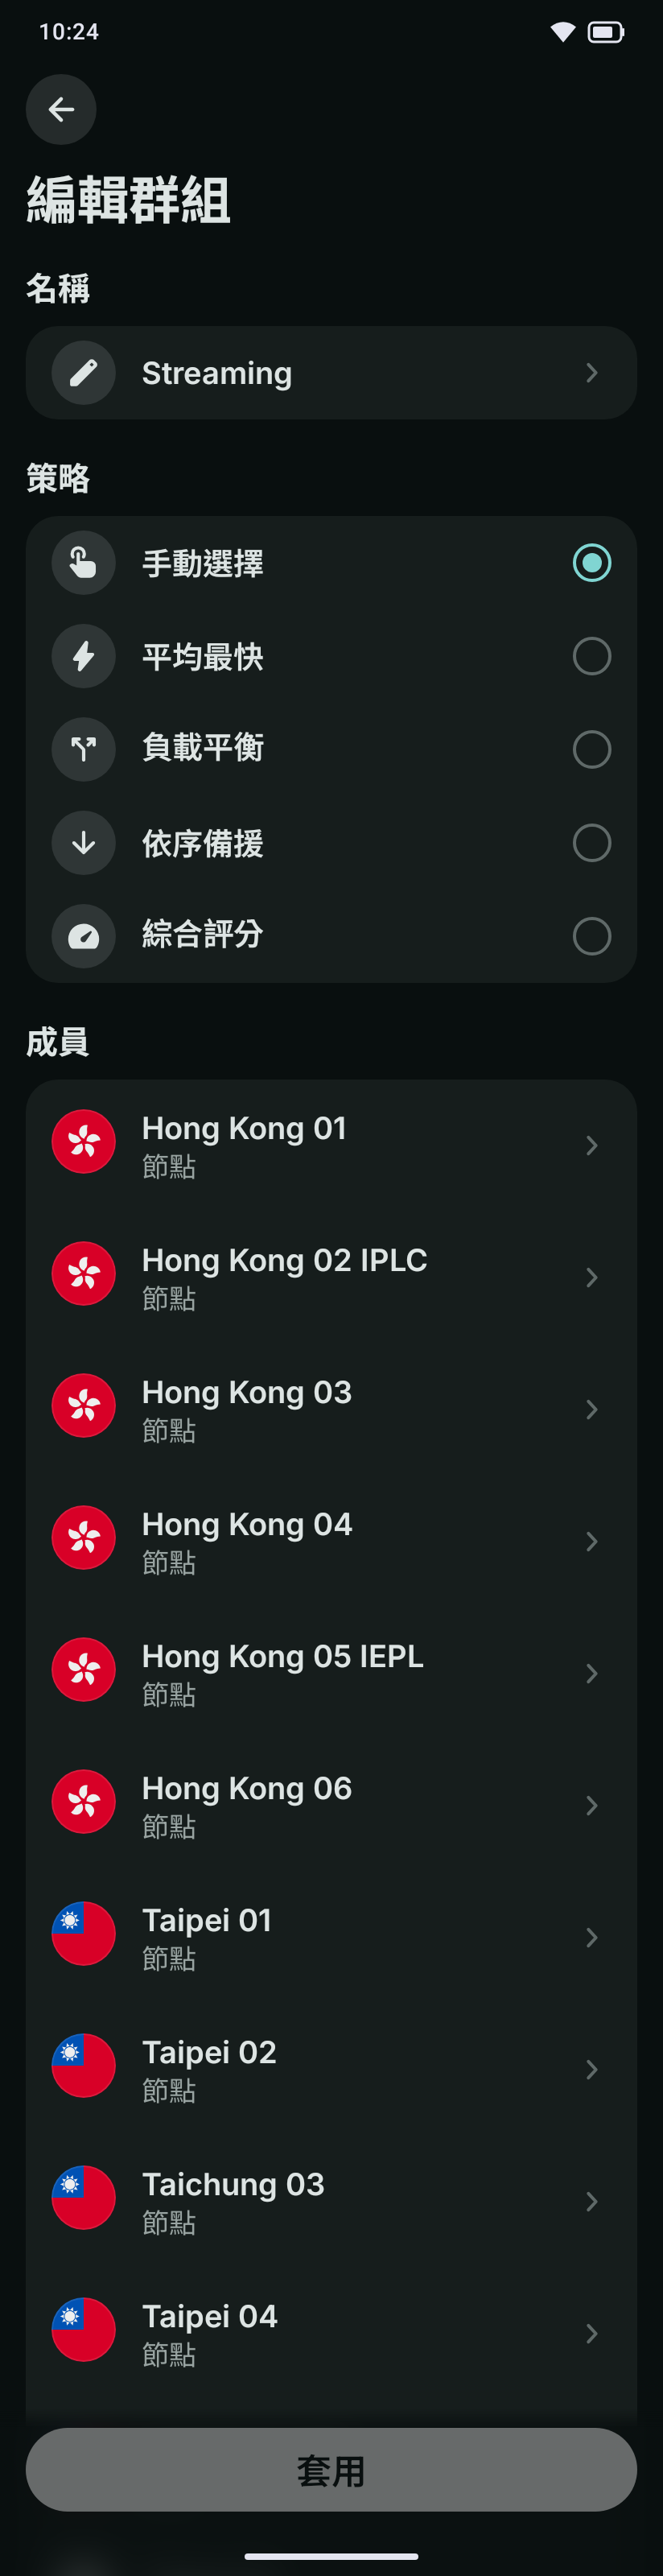 10:24
編輯群組
名稱
Streaming
策略
手動選擇
平均最快
負載平衡
依序備援
綜合評分
成員
Hong Kong 01
節點
Hong Kong 02 IPLC
節點
Hong Kong 03
節點
Hong Kong 04
節點
Hong Kong 05 IEPL
節點
Hong Kong 06
節點
Taipei 01
節點
Taipei 02
節點
Taichung 03
節點
Taipei 04
節點
套用